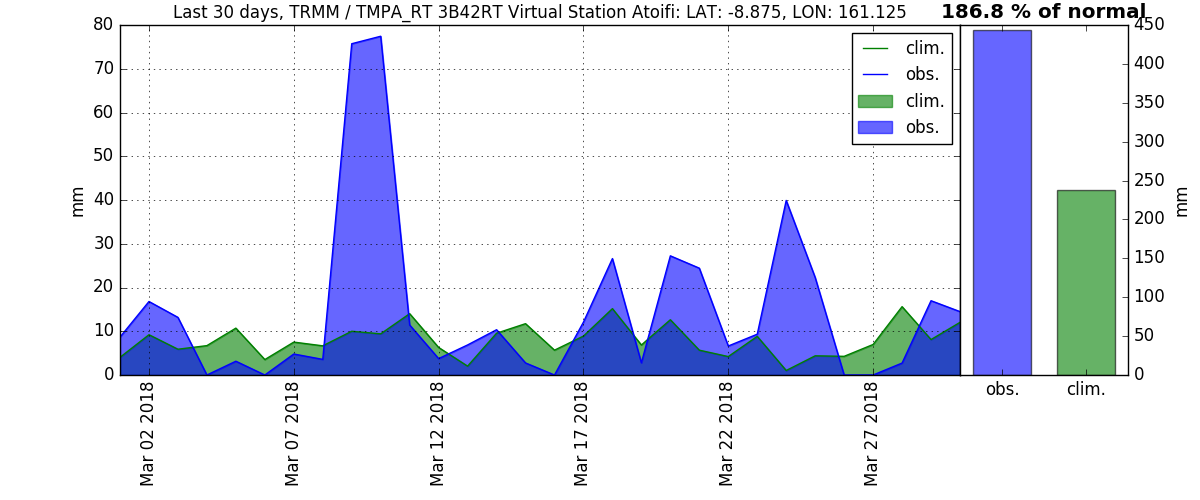 Last 30 days, TRMM / TMPA_RT 3B42RT Virtual Station Atoifi: LAT: -8.875, LON: 161.125
186.8 % of normal
80
70
60
50
40
30
20
10
0
mm
clim.
obs.
clim.
obs.
Mar 02 2018
Mar 07 2018
Mar 12 2018
Mar 17 2018
Mar 22 2018
Mar 27 2018
450
400
350
300
250
200
150
100
50
0
mm
obs.
clim.